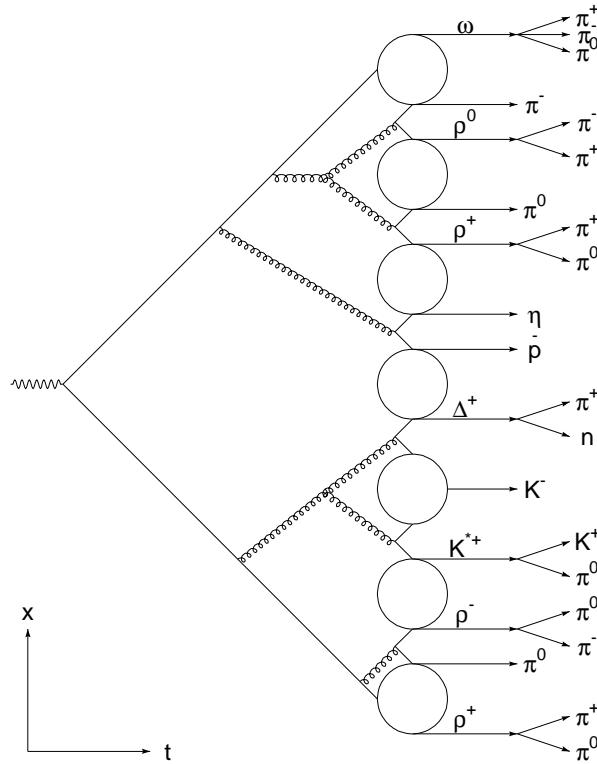 ω π⁺
π⁻
π⁰
π⁻
ρ⁰ π⁻
π⁺
π⁰
ρ⁺ π⁺
π⁰
η
p̄
Δ⁺ π⁺
n
K⁻
K*⁺ K⁺
π⁰
ρ⁻ π⁰
π⁻
π⁰
ρ⁺ π⁺
π⁰
x
t